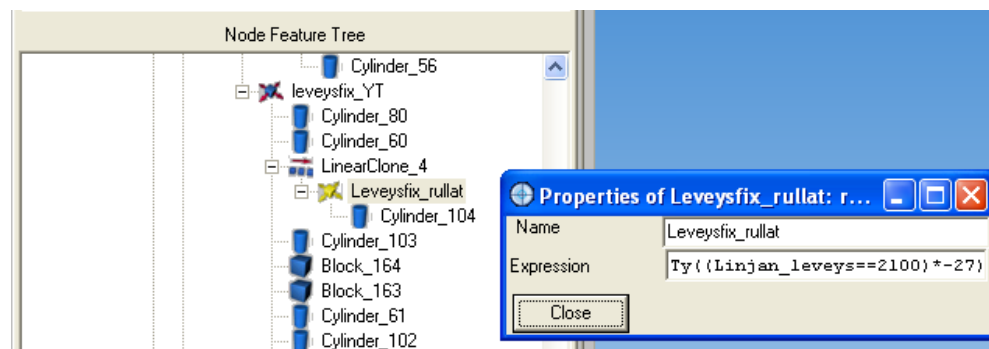 Node Feature Tree
Cylinder_56
leveysfix_YT
Cylinder_80
Cylinder_60
LinearClone_4
Leveysfix_rullat
Cylinder_104
Cylinder_103
Block_164
Block_163
Cylinder_61
Cylinder_102
Properties of Leveysfix_rullat: r...
Name
Leveysfix_rullat
Expression
Ty((Linjan_leveys==2100)*-27)
Close